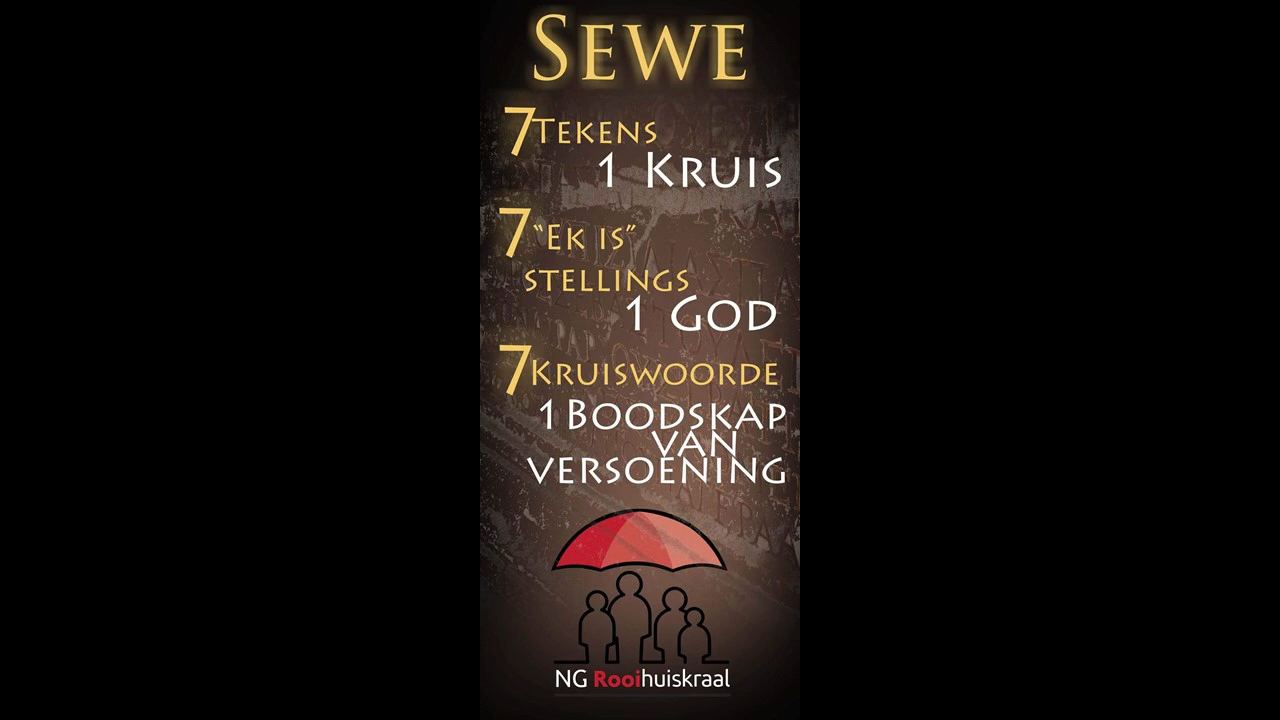 SEWE
7 TEKENS
1 KRUIS
7 “EK IS”
STELLINGS
1 GOD
7 KRUISWOORDE
1 BOODSKAP
VAN
VERSOENING
NG Rooihuiskraal